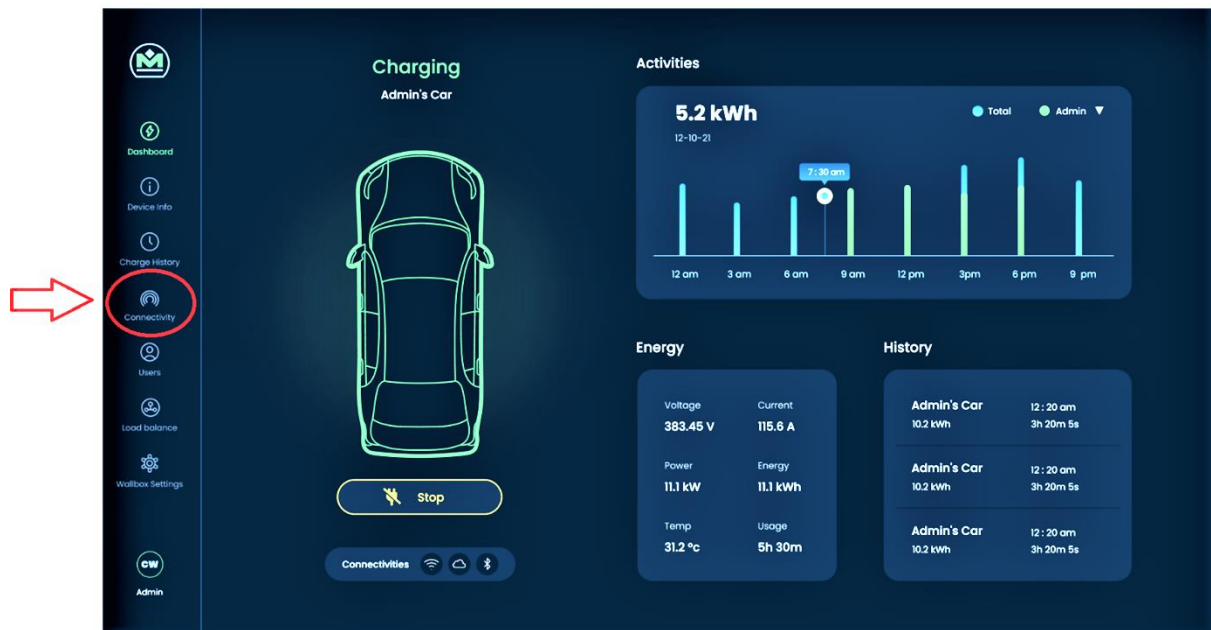 Dashboard
Device Info
Charge History
Connectivity
Users
Load balance
Wallbox Settings
CW
Admin
Charging
Admin's Car
Stop
Connectivities
Activities
5.2 kWh
12-10-21
Total Admin
7:30 am
12 am 3 am 6 am 9 am 12 pm 3pm 6 pm 9 pm
Energy
Voltage Current
383.45 V 115.6 A
Power Energy
11.1 kW 11.1 kWh
Temp Usage
31.2 °c 5h 30m
History
Admin's Car 12:20 am
10.2 kWh 3h 20m 5s
Admin's Car 12:20 am
10.2 kWh 3h 20m 5s
Admin's Car 12:20 am
10.2 kWh 3h 20m 5s